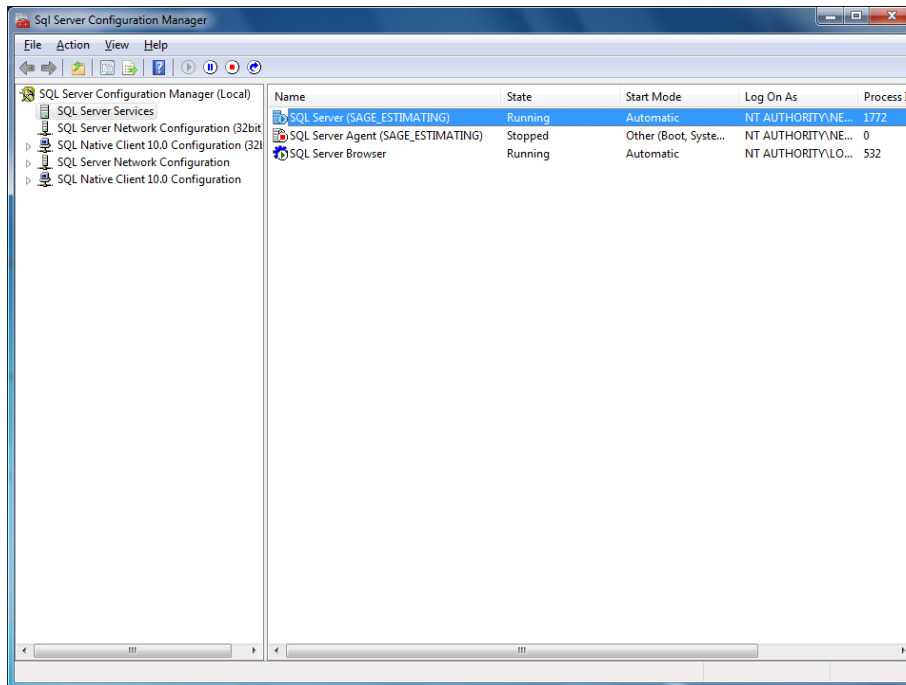 Sql Server Configuration Manager
File Action View Help
SQL Server Configuration Manager (Local)
SQL Server Services
SQL Server Network Configuration (32bit
SQL Native Client 10.0 Configuration (32
SQL Server Network Configuration
SQL Native Client 10.0 Configuration
Name State Start Mode Log On As Process
SQL Server (SAGE_ESTIMATING) Running Automatic NT AUTHORITY\NE... 1772
SQL Server Agent (SAGE_ESTIMATING) Stopped Other (Boot, Syste... NT AUTHORITY\NE... 0
SQL Server Browser Running Automatic NT AUTHORITY\LO... 532